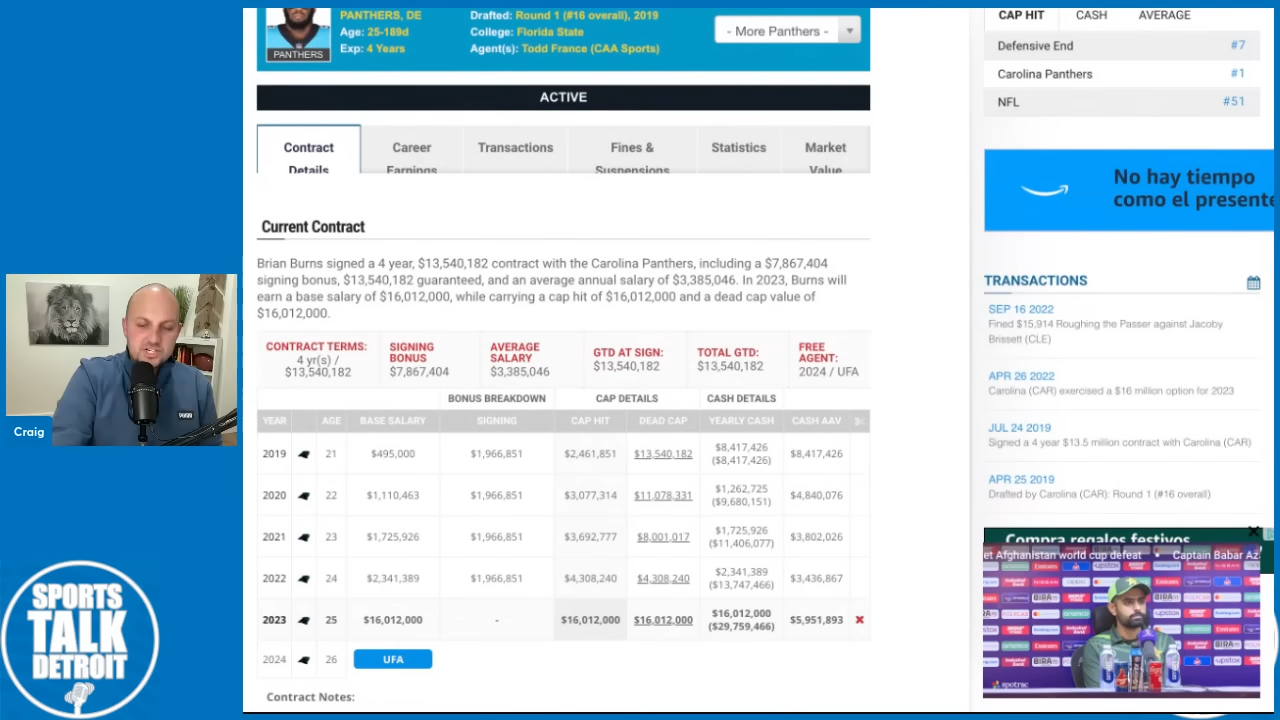 PANTHERS, DE
Age: 25-189d
Exp: 4 Years
PANTHERS
Drafted: Round 1 (#16 overall), 2019
College: Florida State
Agent(s): Todd France (CAA Sports)
- More Panthers -
ACTIVE
Contract Details
Career Earnings
Transactions
Fines & Suspensions
Statistics
Market Value
Current Contract
Brian Burns signed a 4 year, $13,540,182 contract with the Carolina Panthers, including a $7,867,404
signing bonus, $13,540,182 guaranteed, and an average annual salary of $3,385,046. In 2023, Burns will
earn a base salary of $16,012,000, while carrying a cap hit of $16,012,000 and a dead cap value of
$16,012,000.
CONTRACT TERMS:
4 yr(s) /
$13,540,182
SIGNING BONUS
$7,867,404
AVERAGE SALARY
$3,385,046
GTD AT SIGN:
$13,540,182
TOTAL GTD:
$13,540,182
FREE AGENT:
2024 / UFA
BONUS BREAKDOWN CAP DETAILS CASH DETAILS
YEAR AGE BASE SALARY SIGNING CAP HIT DEAD CAP YEARLY CASH CASH AAV
2019 21 $495,000 $1,966,851 $2,461,851 $13,540,182 $8,417,426 ($8,417,426) $8,417,426
2020 22 $1,110,463 $1,966,851 $3,077,314 $11,078,331 $1,262,725 ($9,680,151) $4,840,076
2021 23 $1,725,926 $1,966,851 $3,692,777 $8,001,017 $1,725,926 ($11,406,077) $3,802,026
2022 24 $2,341,389 $1,966,851 $4,308,240 $4,308,240 $2,341,389 ($13,747,466) $3,436,867
2023 25 $16,012,000 - $16,012,000 $16,012,000 $16,012,000 ($29,759,466) $5,951,893
2024 26 UFA
Contract Notes:
CAP HIT CASH AVERAGE
Defensive End #7
Carolina Panthers #1
NFL #51
No hay tiempo
como el presente
TRANSACTIONS
SEP 16 2022
Fined $15,914 Roughing the Passer against Jacoby
Brissett (CLE)
APR 26 2022
Carolina (CAR) exercised a $16 million option for 2023
JUL 24 2019
Signed a 4 year $13.5 million contract with Carolina (CAR)
APR 25 2019
Drafted by Carolina (CAR): Round 1 (#16 overall)
Compra regalos festivos
et Afghanistan world cup defeat • Captain Babar Az
BIRA
upstox
spotrac
Craig
SPORTS
TALK
DETROIT